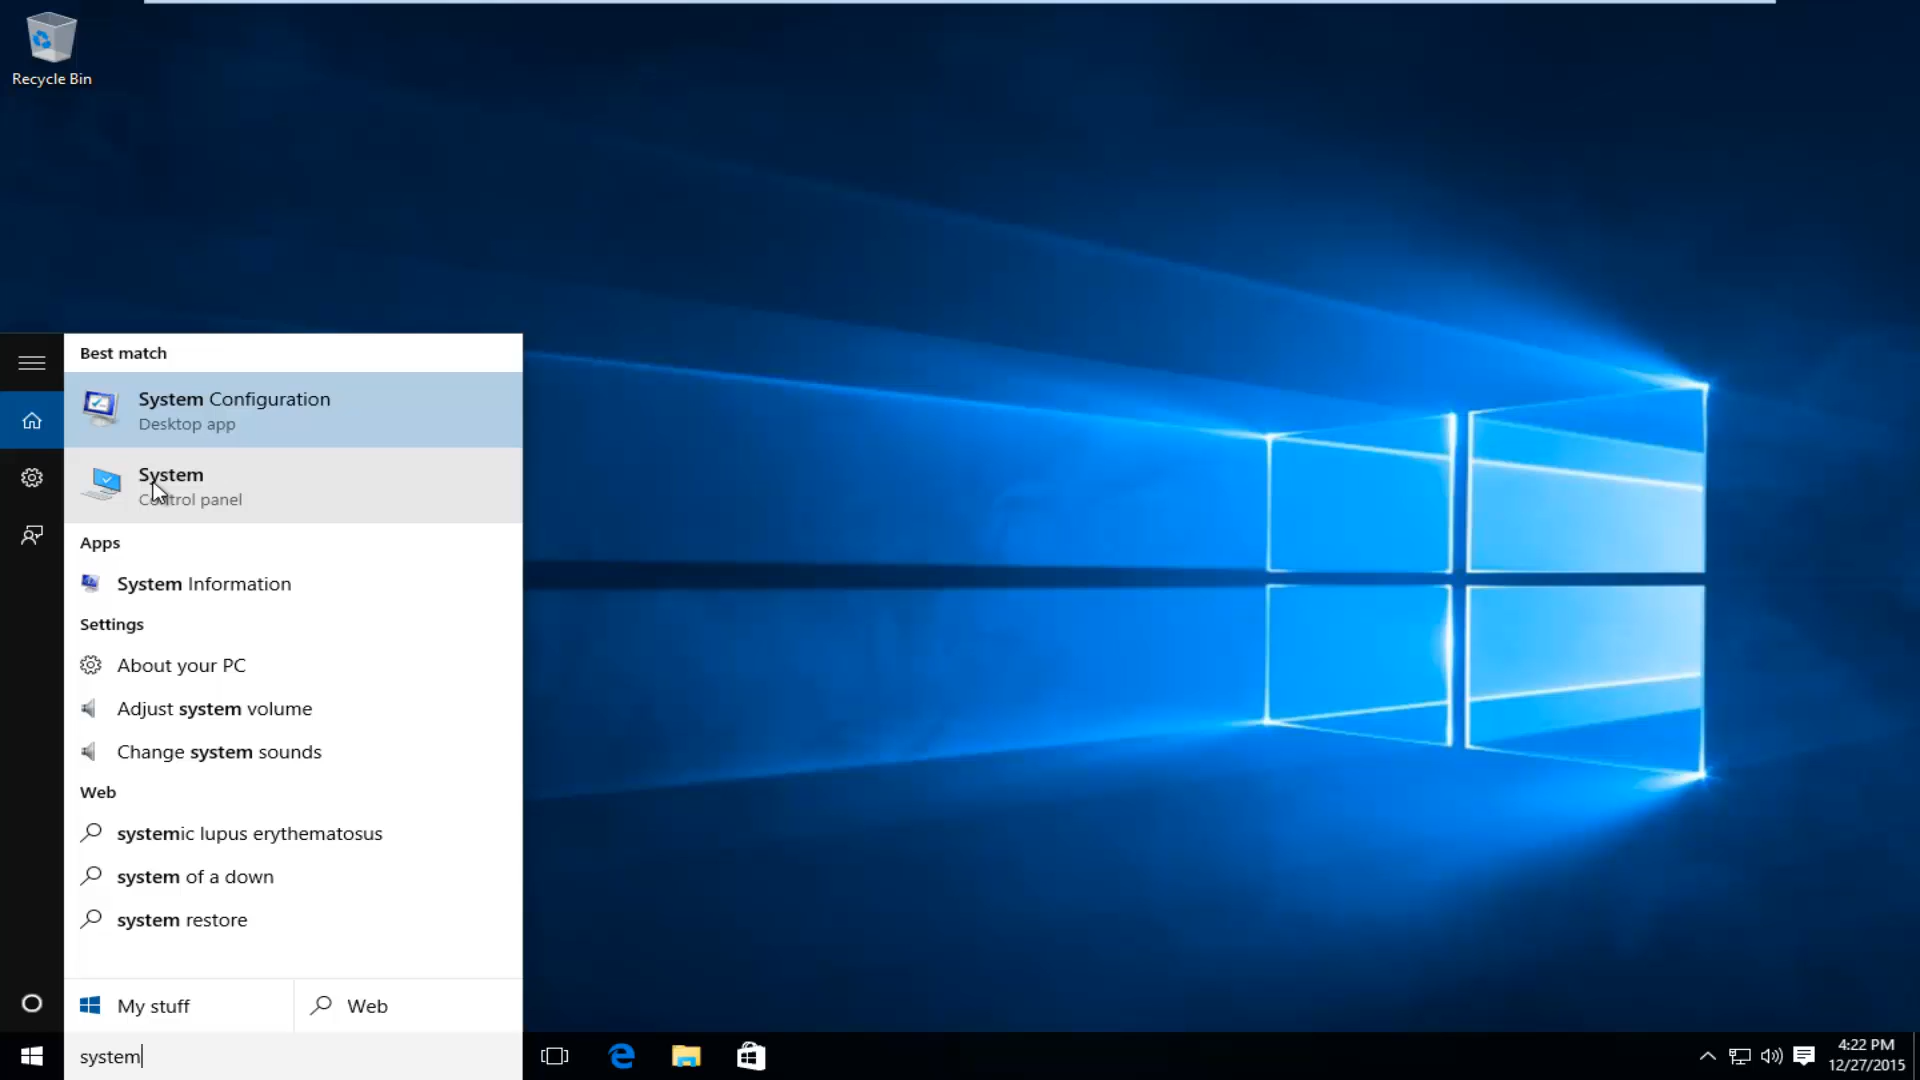 Recycle Bin
Best match
System Configuration
Desktop app
System
Control panel
Apps
System Information
Settings
About your PC
Adjust system volume
Change system sounds
Web
systemic lupus erythematosus
system of a down
system restore
My stuff
Web
system
4:22 PM
12/27/2015